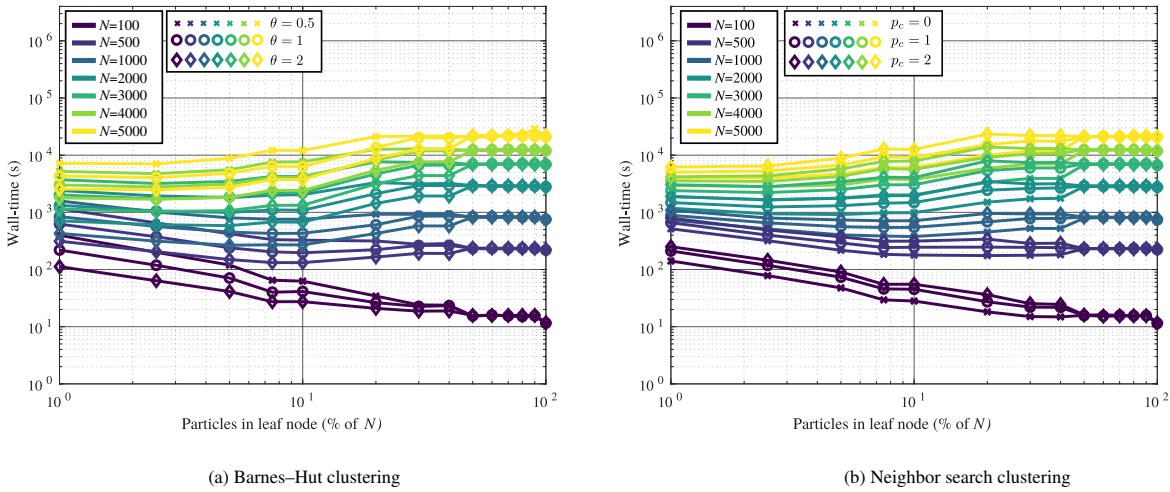 N=100
N=500
N=1000
N=2000
N=3000
N=4000
N=5000
θ = 0.5
θ = 1
θ = 2
10^6
10^5
10^4
10^3
10^2
10^1
10^0
Wall-time (s)
10^0
10^1
10^2
Particles in leaf node (% of N)
(a) Barnes–Hut clustering
N=100
N=500
N=1000
N=2000
N=3000
N=4000
N=5000
p_c = 0
p_c = 1
p_c = 2
10^6
10^5
10^4
10^3
10^2
10^1
10^0
Wall-time (s)
10^0
10^1
10^2
Particles in leaf node (% of N)
(b) Neighbor search clustering